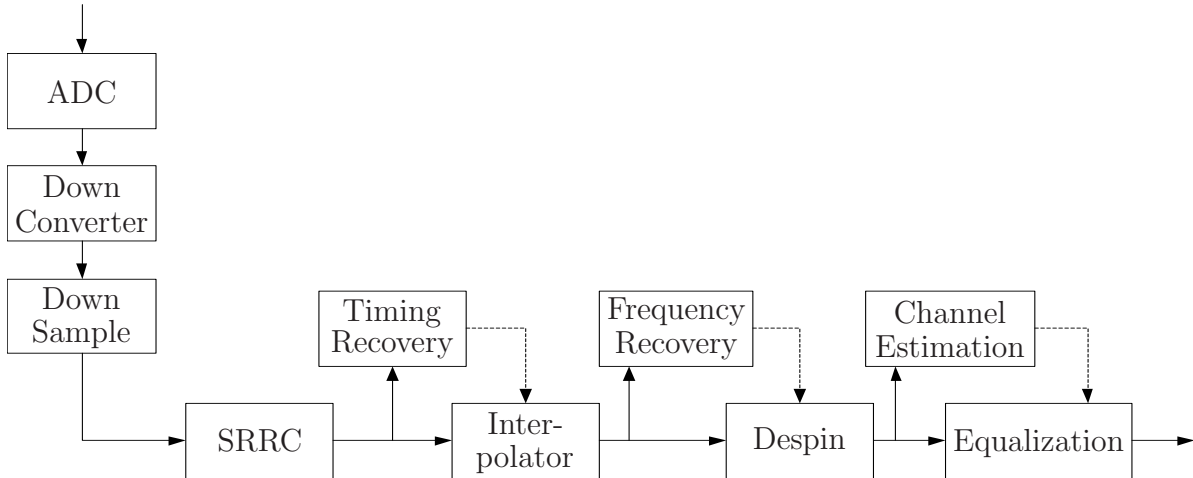 ADC
Down
Converter
Down
Sample
Timing
Recovery
Frequency
Recovery
Channel
Estimation
SRRC
Inter-
polator
Despin
Equalization